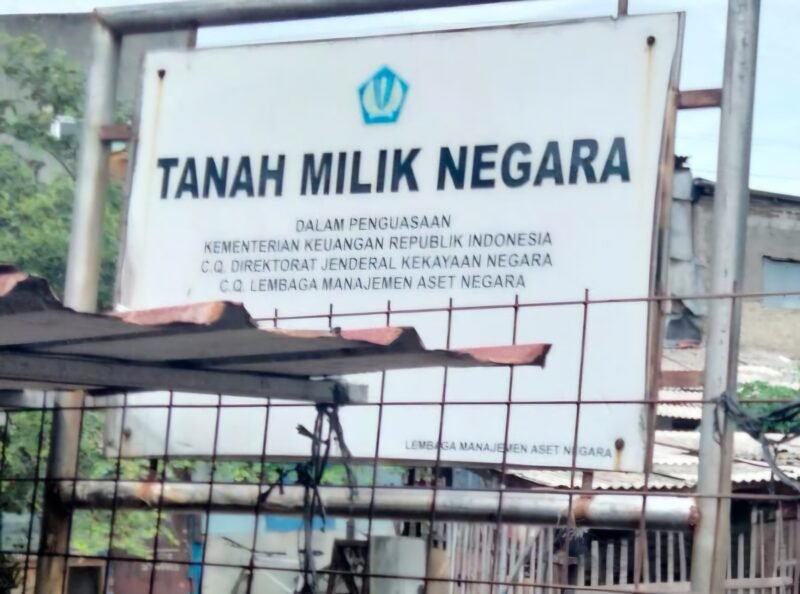 TANAH MILIK NEGARA
DALAM PENGUASAAN
KEMENTERIAN KEUANGAN REPUBLIK INDONESIA
C.Q. DIREKTORAT JENDERAL KEKAYAAN NEGARA
C.Q. LEMBAGA MANAJEMEN ASET NEGARA
LEMBAGA MANAJEMEN ASET NEGARA